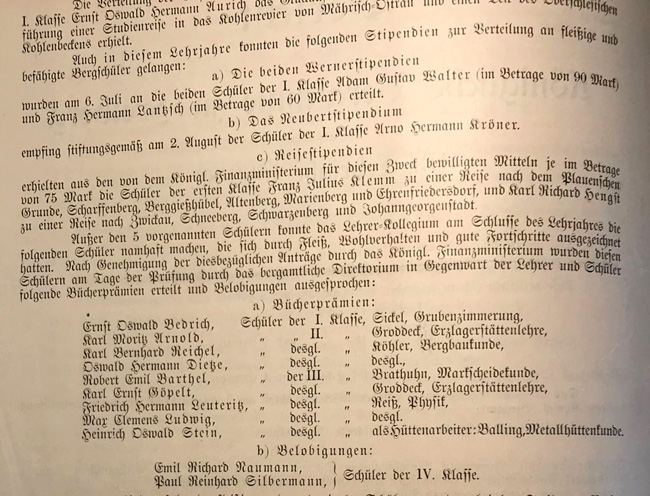 Die Verteilung der
I. Klasse Ernst Oswald Hermann Aurich das
führung einer Studienreise in das Kohlenrevier von Mährisch-Ostrau und einen Teil des Oberschlesischen
Kohlenbeckens erhielt.
Auch in diesem Lehrjahre konnten die folgenden Stipendien zur Verteilung an fleißige und
befähigte Bergschüler gelangen:
a) Die beiden Wernerstipendien
wurden am 6. Juli an die beiden Schüler der I. Klasse Adam Gustav Walter (im Betrage von 90 Mark)
und Franz Hermann Lantzsch (im Betrage von 60 Mark) erteilt.
b) Das Neubertstipendium
empfing stiftungsgemäß am 2. August der Schüler der I. Klasse Arno Hermann Kröner.
c) Reisestipendien
erhielten aus den von dem Königl. Finanzministerium für diesen Zweck bewilligten Mitteln je im Betrage
von 75 Mark die Schüler der ersten Klasse Franz Julius Klemm zu einer Reise nach dem Plauenschen
Grunde, Scharfenberg, Berggießhübel, Altenberg, Marienberg und Ehrenfriedersdorf, und Karl Richard Hengst
zu einer Reise nach Zwickau, Schneeberg, Schwarzenberg und Johanngeorgenstadt.
Außer den 5 vorgenannten Schülern konnte das Lehrer-Kollegium am Schlusse des Lehrjahres die
folgenden Schüler namhaft machen, die sich durch Fleiß, Wohlverhalten und gute Fortschritte ausgezeichnet
hatten. Nach Genehmigung der diesbezüglichen Anträge durch das Königl. Finanzministerium wurden diesen
Schülern am Tage der Prüfung durch das bergamtliche Direktorium in Gegenwart der Lehrer und Schüler
folgende Bücherprämien erteilt und Belobigungen ausgesprochen:
a) Bücherprämien:
Ernst Oswald Bedrich, Schüler der I. Klasse, Sickel, Grubenzimmerung,
Karl Moritz Arnold, „ „ II. „ Groddeck, Erzlagerstättenlehre,
Karl Bernhard Reichel, „ desgl. „ Köhler, Bergbaukunde,
Oswald Hermann Dietze, „ desgl. „ desgl.,
Robert Emil Barthel, „ der III. „ Brathuhn, Markscheidekunde,
Karl Ernst Göpelt, „ desgl. „ Groddeck, Erzlagerstättenlehre,
Friedrich Hermann Leuteritz, „ desgl. „ Reiß, Physik,
Max Clemens Ludwig, „ desgl. „ desgl.
Heinrich Oswald Stein, „ desgl. „ als Hüttenarbeiter: Balling, Metallhüttenkunde.
b) Belobigungen:
Emil Richard Naumann,
Paul Reinhard Silbermann, } Schüler der IV. Klasse.